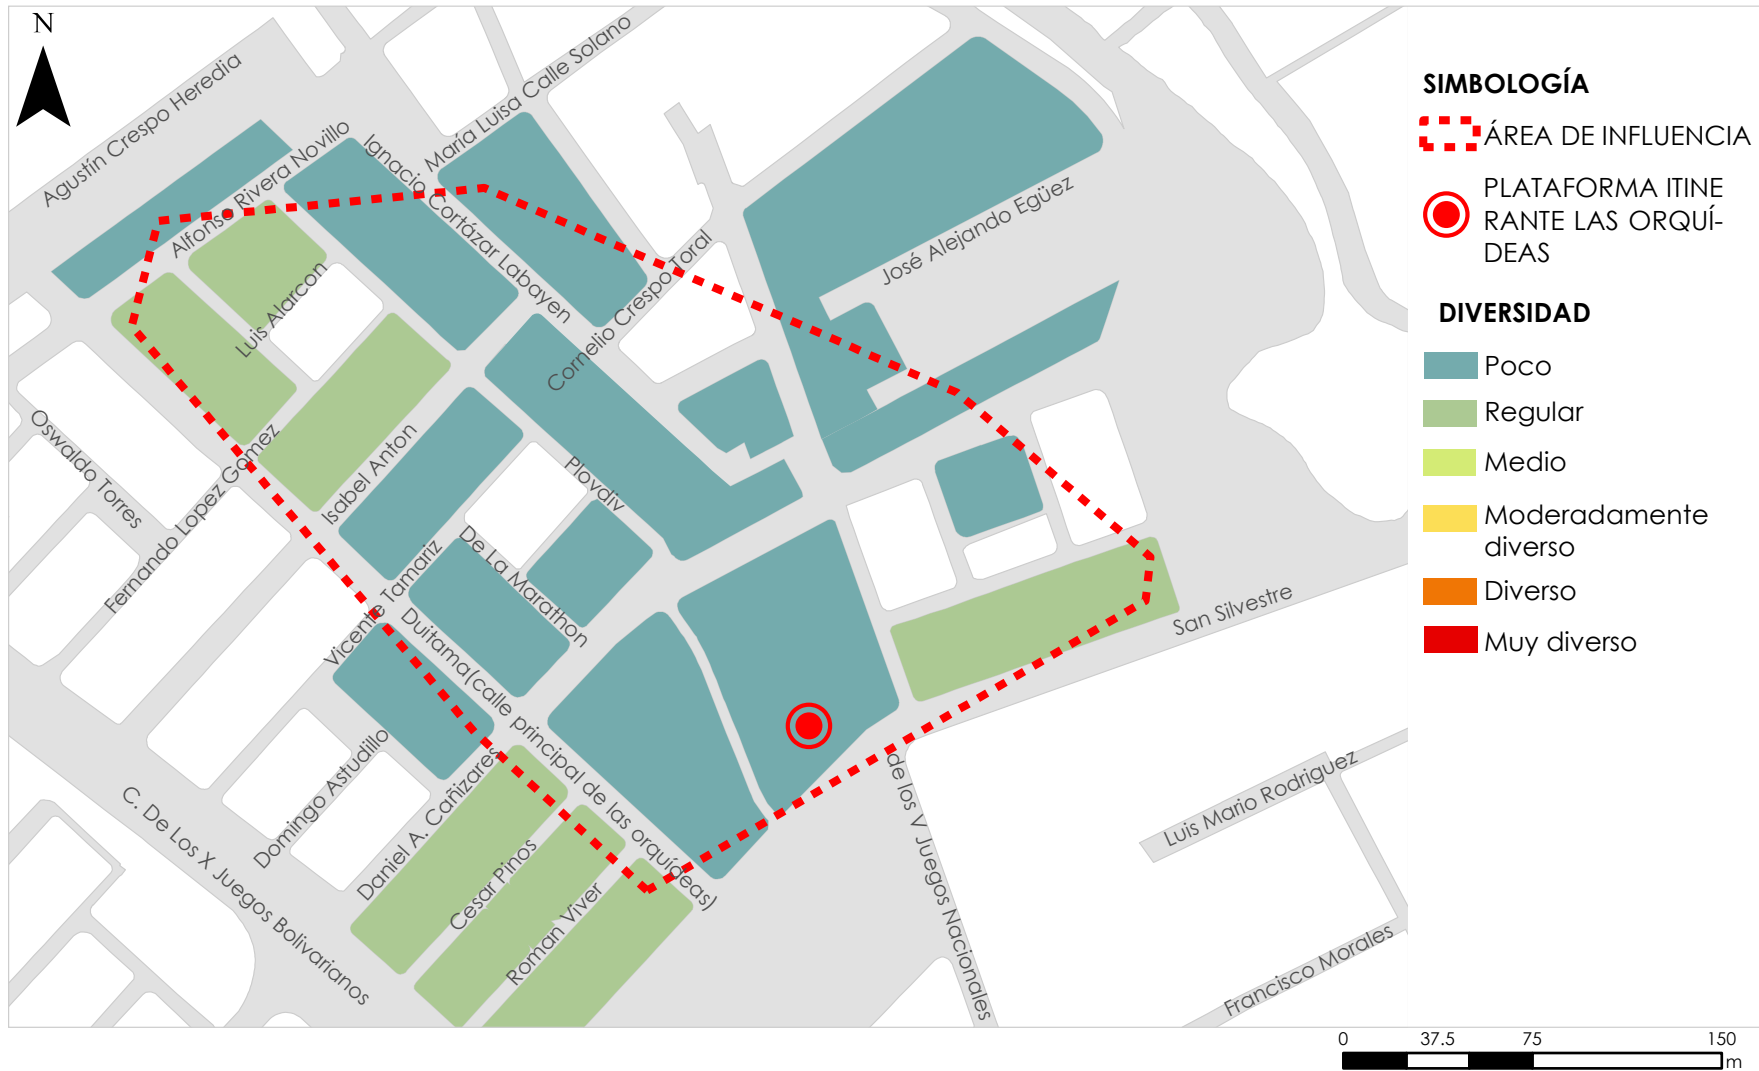 N
Agustín Crespo Heredia
Alfonso Rivera Novillo
Ignacio Cortázar Labayen
María Luisa Calle Solano
Cornelio Crespo Toral
José Alejando Egüez
Luis Alarcon
Oswaldo Torres
Fernando Lopez Gomez
Isabel Anton
Plovdiv
Vicente Tamariz
De La Marathon
Duitama(calle principal de las orquídeas)
San Silvestre
Domingo Astudillo
Daniel A. Cañizares
Cesar Pinos
Roman Viver
C. De Los X Juegos Bolivarianos
de los V Juegos Nacionales
Luis Mario Rodriguez
Francisco Morales
SIMBOLOGÍA
ÁREA DE INFLUENCIA
PLATAFORMA ITINE
RANTE LAS ORQUÍ-
DEAS
DIVERSIDAD
Poco
Regular
Medio
Moderadamente
diverso
Diverso
Muy diverso
0 37.5 75 150
m